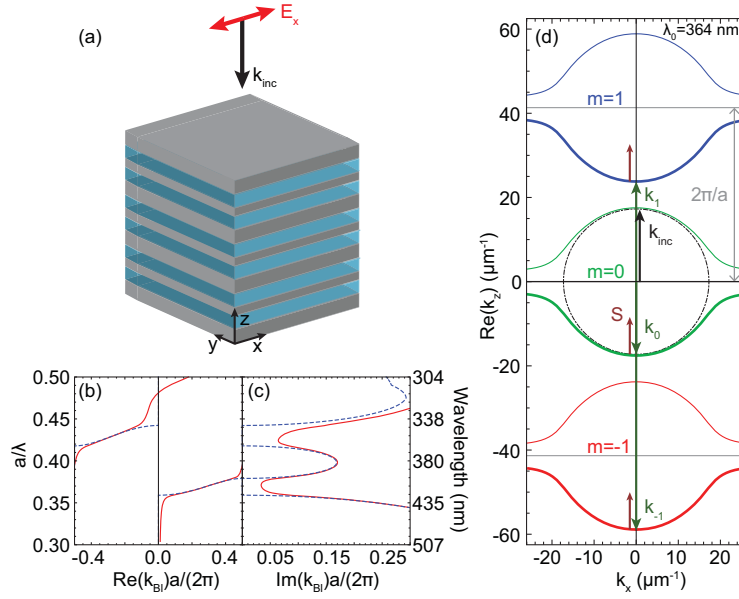 (a)
E_x
k_inc
z
y
x
(b)
a/λ
0.50
0.45
0.40
0.35
0.30
-0.4
0.0
0.4
Re(k_Bl)a/(2π)
(c)
304
338
380
435
507
Wavelength (nm)
0.05
0.15
0.25
Im(k_Bl)a/(2π)
(d)
λ_0=364 nm
60
40
20
0
-20
-40
-60
Re(k_z) (μm⁻¹)
m=1
2π/a
k_1
k_inc
m=0
S
k_0
m=-1
k_-1
-20
-10
0
10
20
k_x (μm⁻¹)